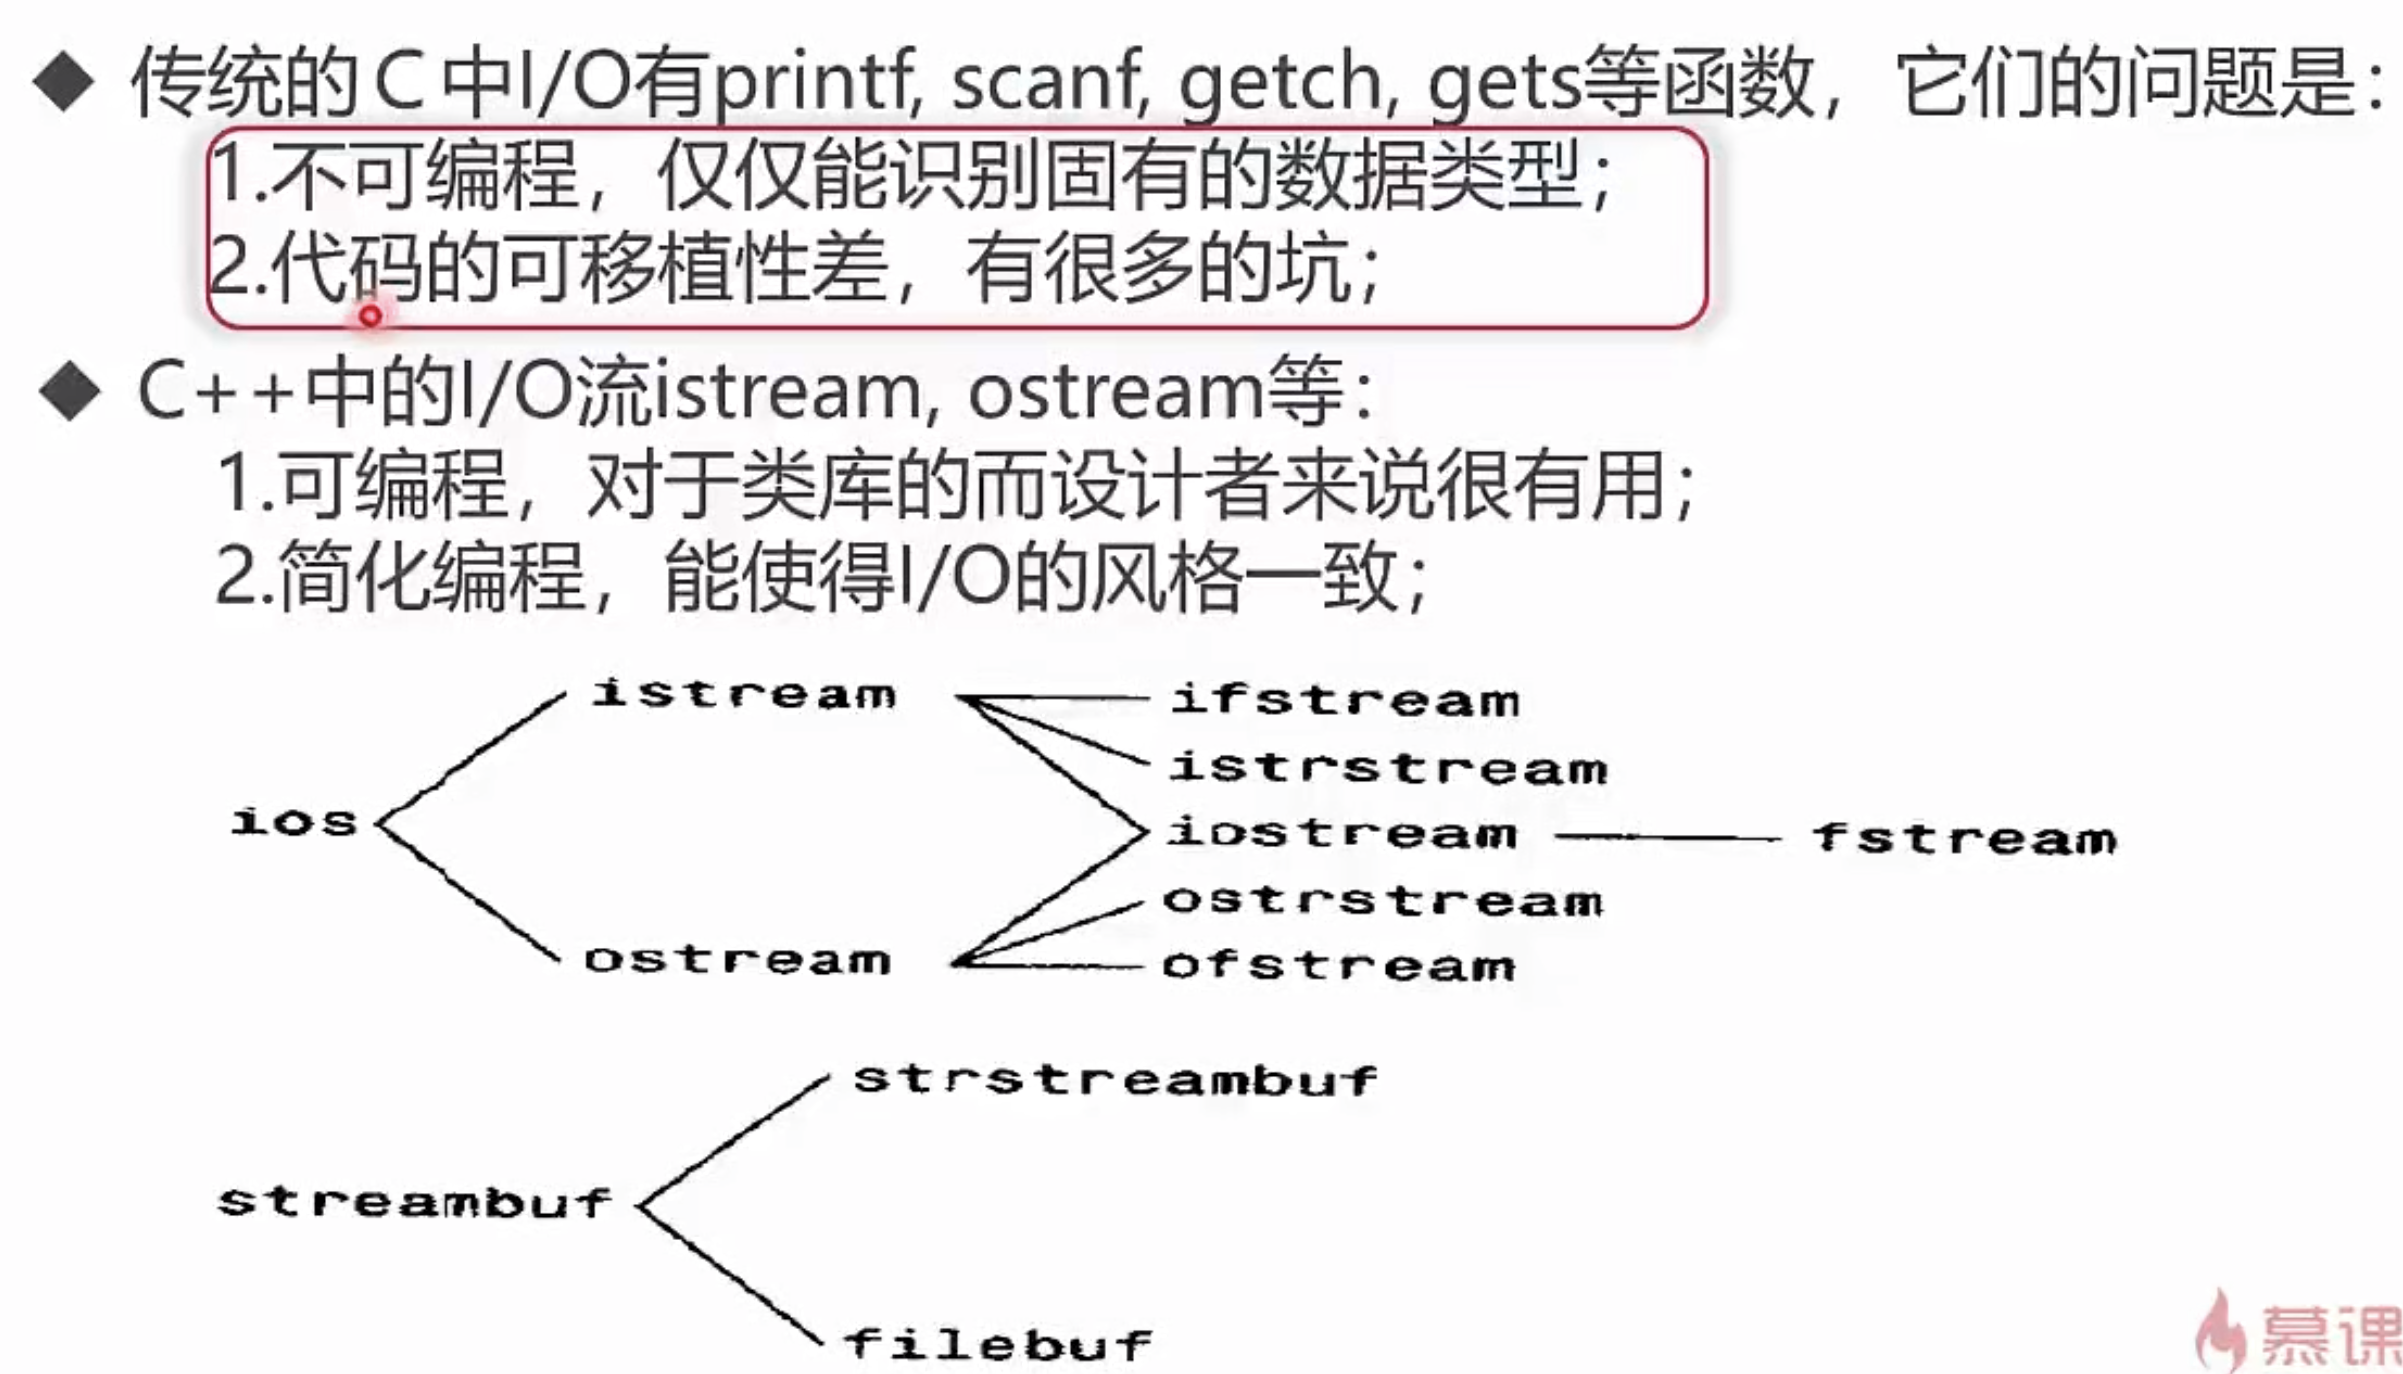 ◆ 传统的C中I/O有printf, scanf, getch, gets等函数，它们的问题是：
1.不可编程，仅仅能识别固有的数据类型；
2.代码的可移植性差，有很多的坑；
◆ C++中的I/O流istream, ostream等：
1.可编程，对于类库的而设计者来说很有用；
2.简化编程，能使得I/O的风格一致；
istream
ifstream
istrstream
ios
iostream
fstream
ostrstream
ostream
ofstream
strstreambuf
streambuf
filebuf
慕课